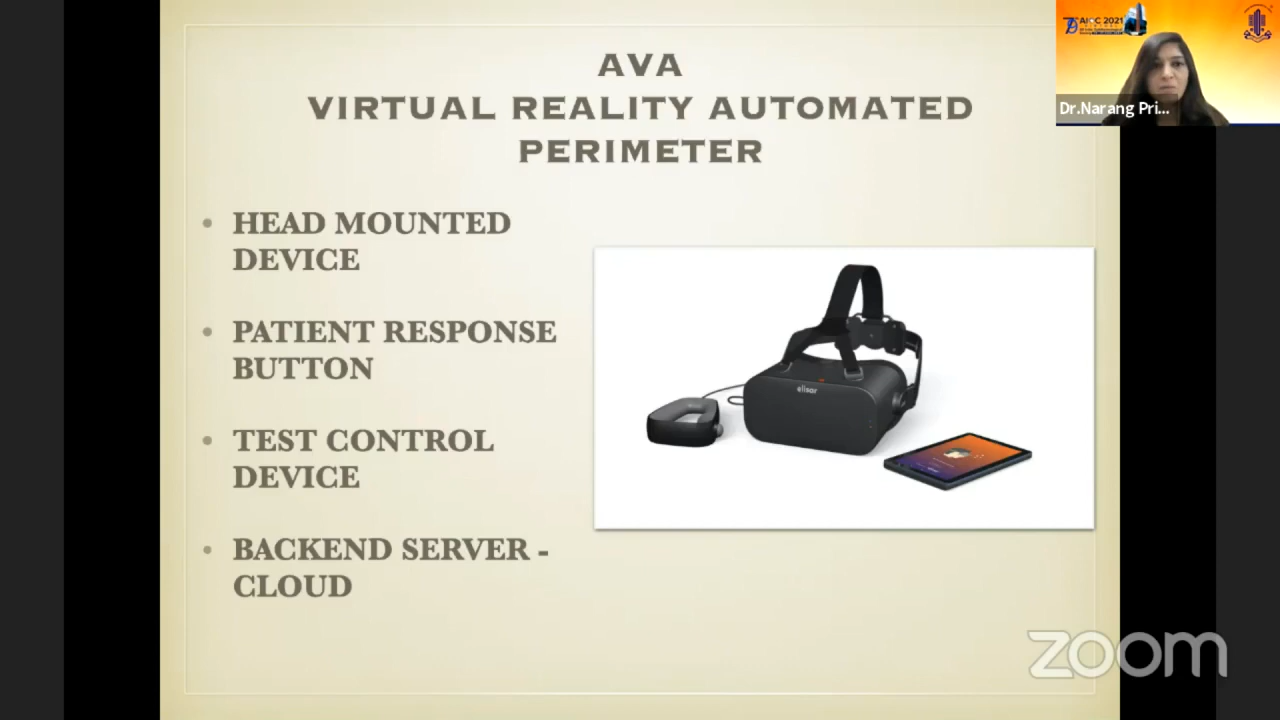 AVA
VIRTUAL REALITY AUTOMATED
PERIMETER
• HEAD MOUNTED
DEVICE
• PATIENT RESPONSE
BUTTON
• TEST CONTROL
DEVICE
• BACKEND SERVER -
CLOUD
elisar
AIOC 2021
Dr.Narang Pri...
zoom